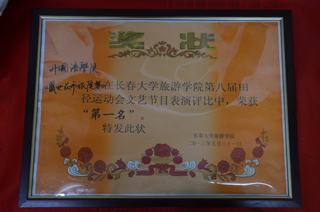 奖状
外国语学院
在长春大学旅游学院第八届田
径运动会文艺节目表演评比中，荣获
“第一名”。
特发此状
长春大学旅游学院